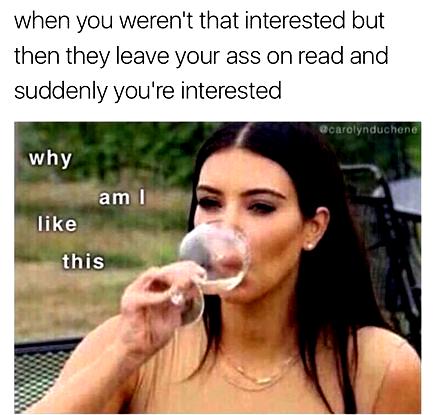 when you weren't that interested but
then they leave your ass on read and
suddenly you're interested
@carolynduchene
why
am I
like
this